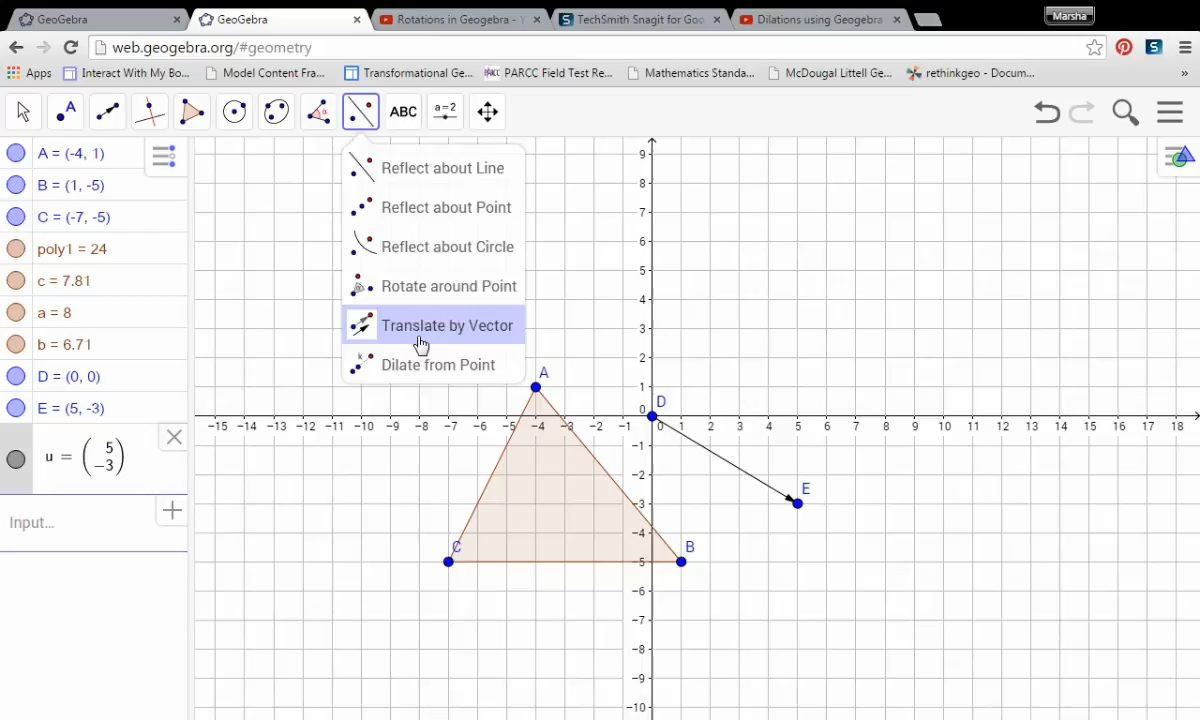 GeoGebra
GeoGebra
Rotations in Geogebra - Y
TechSmith Snagit for Goo
Dilations using Geogebra
Marsha
web.geogebra.org/#geometry
Apps
Interact With My Bo...
Model Content Fra...
Transformational Ge...
PARCC
PARCC Field Test Re...
Mathematics Standa...
McDougal Littell Ge...
rethinkgeo - Docum...
»
A
ABC
a=2
A = (-4, 1)
B = (1, -5)
C = (-7, -5)
poly1 = 24
c = 7.81
a = 8
b = 6.71
D = (0, 0)
E = (5, -3)
u = (5
−3)
Input...
Reflect about Line
Reflect about Point
Reflect about Circle
Rotate around Point
Translate by Vector
k
Dilate from Point
A
B
C
D
E
9
8
7
6
5
4
3
2
1
0
−15 −14 −13 −12 −11 −10 −9 −8 −7 −6 −5 −4 −3 −2 −1 0 1 2 3 4 5 6 7 8 9 10 11 12 13 14 15 16 17 18
−1
−2
−3
−4
−5
−6
−7
−8
−9
−10